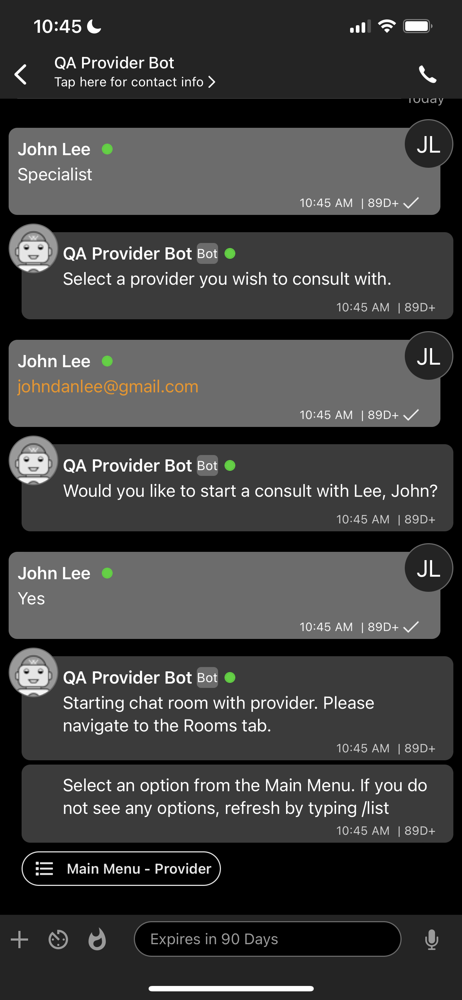 10:45
QA Provider Bot
Tap here for contact info
Today
JL
John Lee
Specialist
10:45 AM | 89D+
QA Provider Bot Bot
Select a provider you wish to consult with.
10:45 AM | 89D+
JL
John Lee
johndanlee@gmail.com
10:45 AM | 89D+
QA Provider Bot Bot
Would you like to start a consult with Lee, John?
10:45 AM | 89D+
JL
John Lee
Yes
10:45 AM | 89D+
QA Provider Bot Bot
Starting chat room with provider. Please
navigate to the Rooms tab.
10:45 AM | 89D+
Select an option from the Main Menu. If you do
not see any options, refresh by typing /list
10:45 AM | 89D+
Main Menu - Provider
Expires in 90 Days